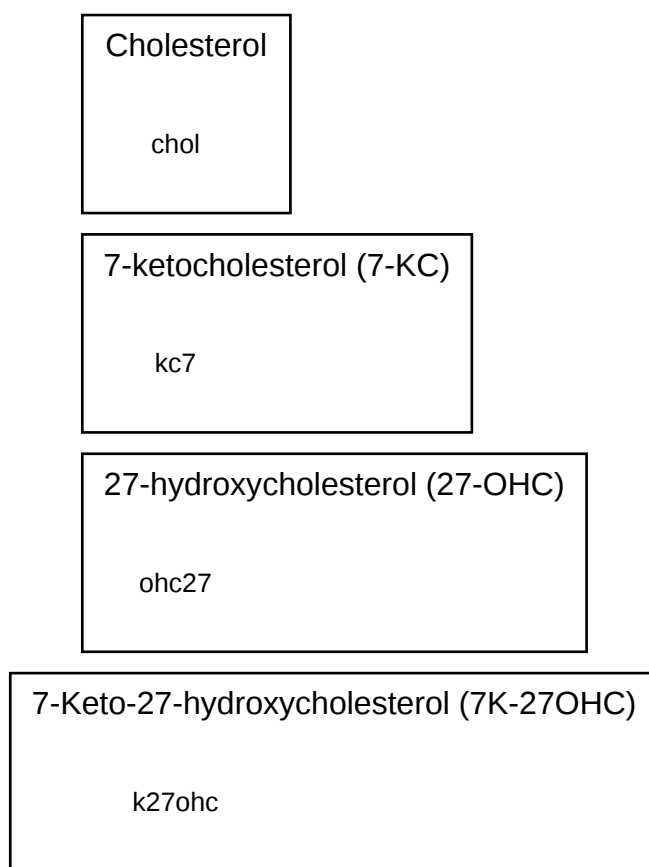 Cholesterol
chol
7-ketocholesterol (7-KC)
kc7
27-hydroxycholesterol (27-OHC)
ohc27
7-Keto-27-hydroxycholesterol (7K-27OHC)
k27ohc